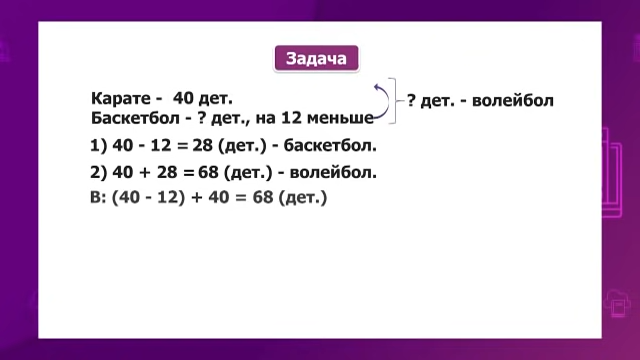 Задача
Карате - 40 дет.
Баскетбол - ? дет., на 12 меньше
? дет. - волейбол
1) 40 - 12 = 28 (дет.) - баскетбол.
2) 40 + 28 = 68 (дет.) - волейбол.
В: (40 - 12) + 40 = 68 (дет.)